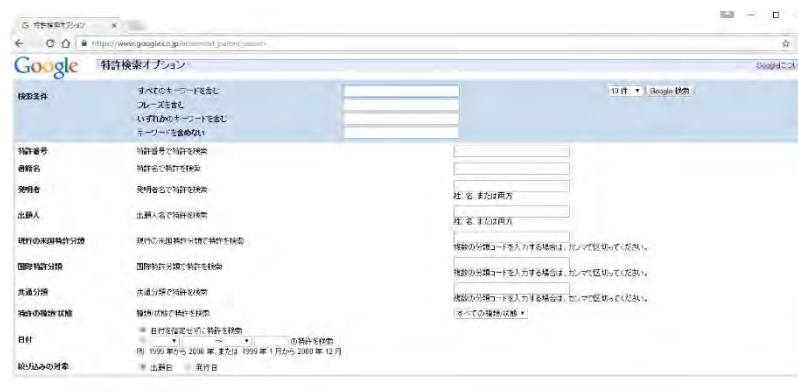 特許検索オプション
https://www.google.co.jp/advanced_patent_search
Google 特許検索オプション Googleについ
検索条件 すべてのキーワードを含む 10 件 Google 検索
フレーズを含む
いずれかのキーワードを含む
キーワードを含めない
特許番号 特許番号で特許を検索
書籍名 特許名で特許を検索
発明者 発明者名で特許を検索
姓、名、または両方
出願人 出願人名で特許を検索
姓、名、または両方
現行の米国特許分類 現行の米国特許分類で特許を検索
複数の分類コードを入力する場合は、カンマで区切ってください。
国際特許分類 国際特許分類で特許を検索
複数の分類コードを入力する場合は、カンマで区切ってください。
共通分類 共通分類で特許を検索
複数の分類コードを入力する場合は、カンマで区切ってください。
特許の種類/状態 種類/状態で特許を検索 すべての種類/状態
日付 日付を指定せずに特許を検索
～ の特許を検索
例: 1999 年から 2000 年、または 1999 年 1 月から 2000 年 12 月
絞り込みの対象 出願日 発行日